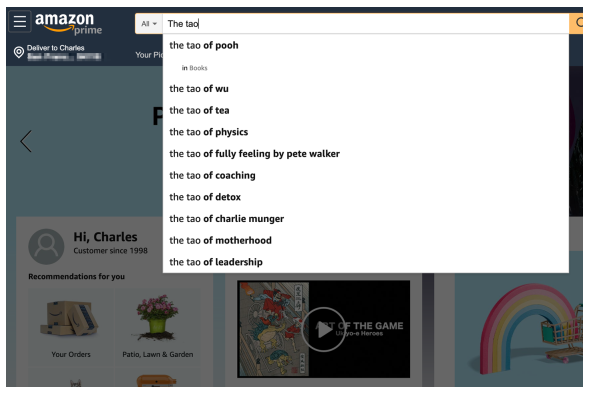 amazon
prime
All
The tao
Deliver to Charles
Your
the tao of pooh
in Books
the tao of wu
the tao of tea
the tao of physics
the tao of fully feeling by pete walker
the tao of coaching
the tao of detox
the tao of charlie munger
the tao of motherhood
the tao of leadership
Hi, Charles
Customer since 1998
Recommendations for you
Your Orders
Patio, Lawn & Garden
ART OF THE GAME
Ukiyo-e Heroes